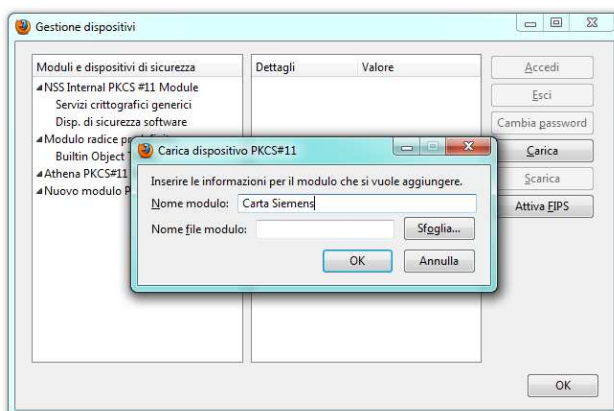 Gestione dispositivi
Moduli e dispositivi di sicurezza
Dettagli Valore
NSS Internal PKCS #11 Module
Servizi crittografici generici
Disp. di sicurezza software
Modulo radice
Builtin Object
Athena PKCS#11
Nuovo modulo P
Accedi
Esci
Cambia password
Carica
Scarica
Attiva FIPS
Carica dispositivo PKCS#11
Inserire le informazioni per il modulo che si vuole aggiungere.
Nome modulo: Carta Siemens
Nome file modulo: Sfoglia...
OK Annulla
OK